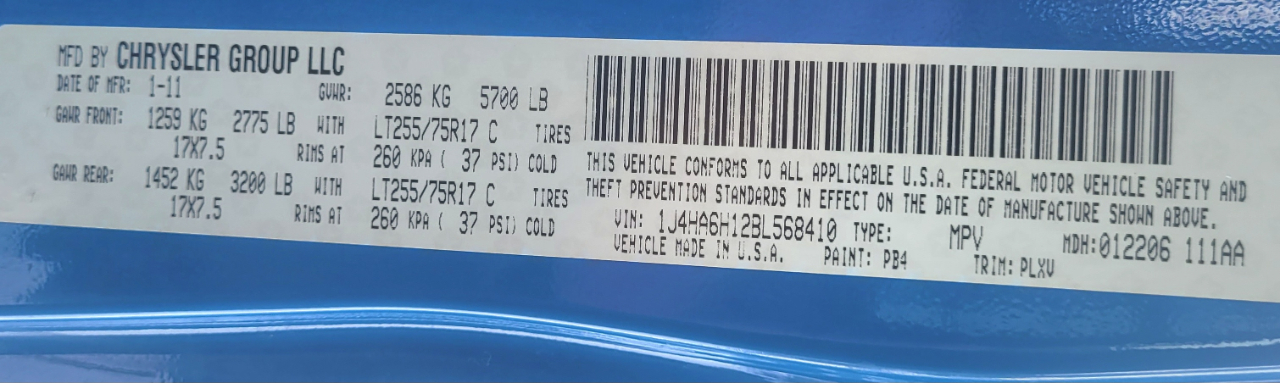 MFD BY CHRYSLER GROUP LLC
DATE OF MFR: 1-11 GVWR: 2586 KG 5700 LB
GAWR FRONT: 1259 KG 2775 LB WITH LT255/75R17 C TIRES
17X7.5 RIMS AT 260 KPA ( 37 PSI) COLD
GAWR REAR: 1452 KG 3200 LB WITH LT255/75R17 C TIRES
17X7.5 RIMS AT 260 KPA ( 37 PSI) COLD
THIS VEHICLE CONFORMS TO ALL APPLICABLE U.S.A. FEDERAL MOTOR VEHICLE SAFETY AND
THEFT PREVENTION STANDARDS IN EFFECT ON THE DATE OF MANUFACTURE SHOWN ABOVE.
VIN: 1J4HA6H12BL568410 TYPE: MPV MDH:012206 111AA
VEHICLE MADE IN U.S.A. PAINT: PB4 TRIM: PLXV